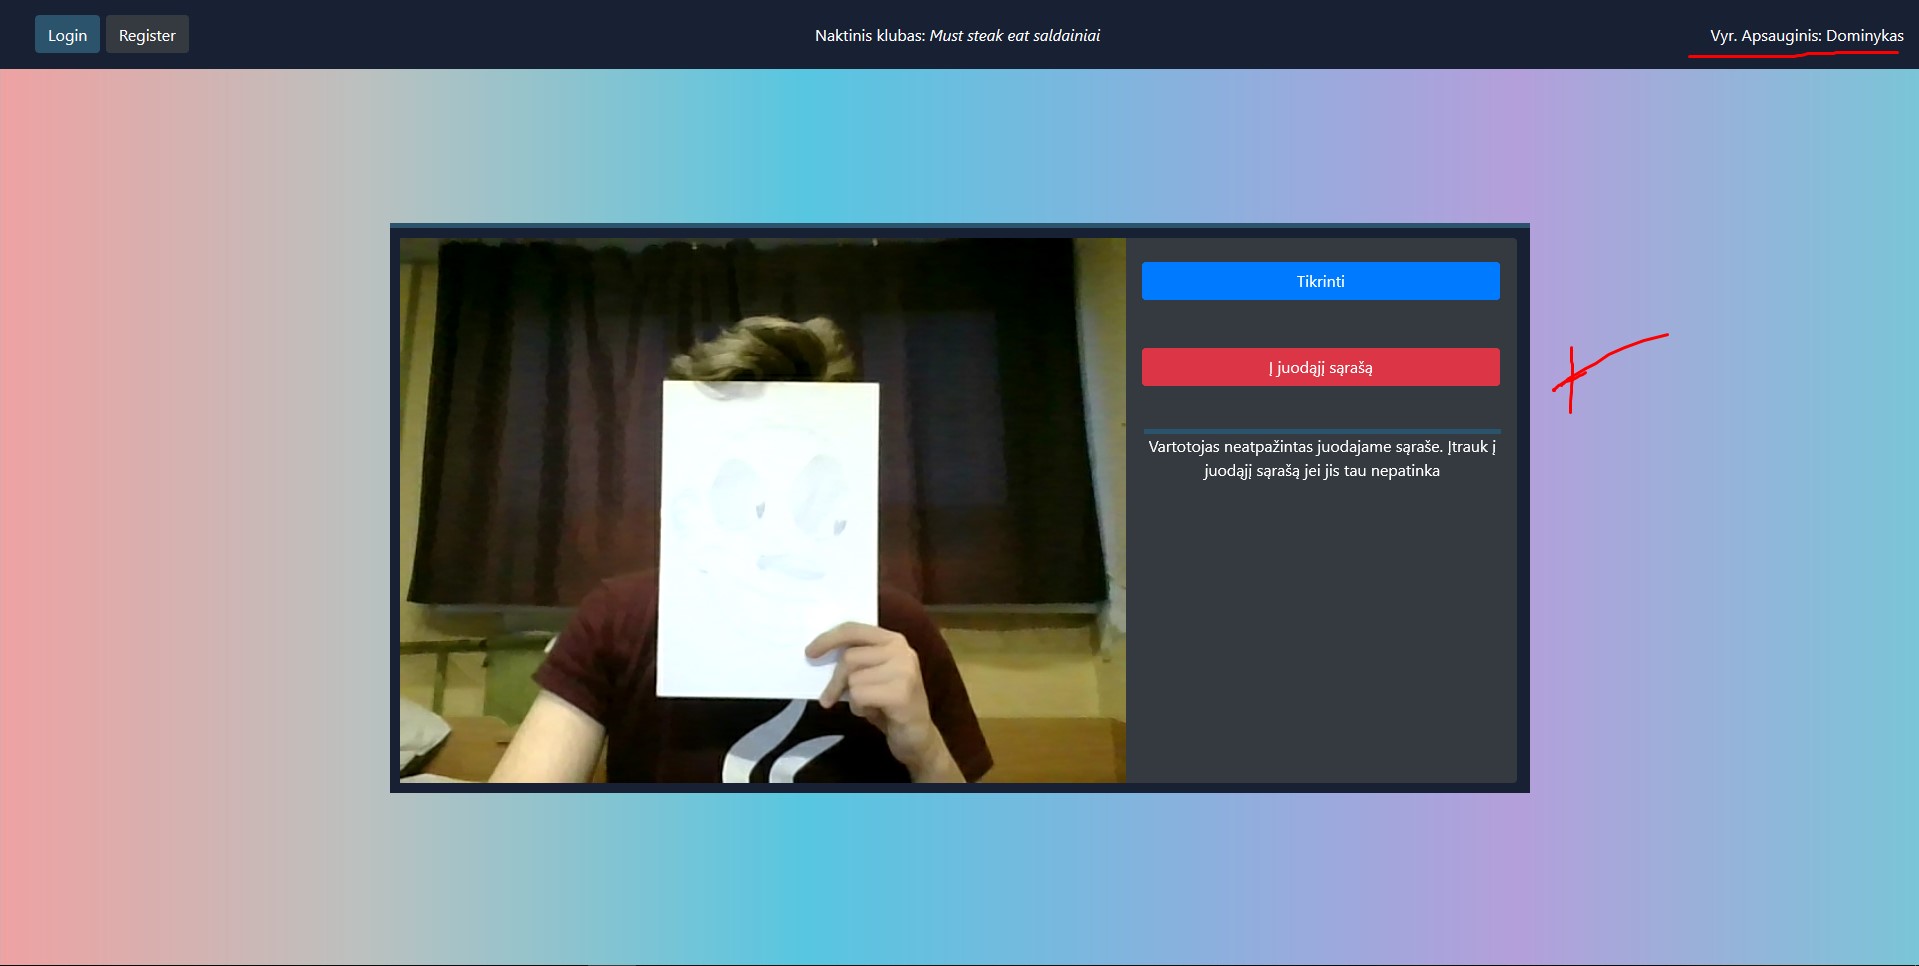 Login
Register
Naktinis klubas: Must steak eat saldainiai
Vyr. Apsauginis: Dominykas
Tikrinti
Į juodąjį sąrašą
Vartotojas neatpažintas juodajame sąraše. Įtrauk į
juodąjį sąrašą jei jis tau nepatinka